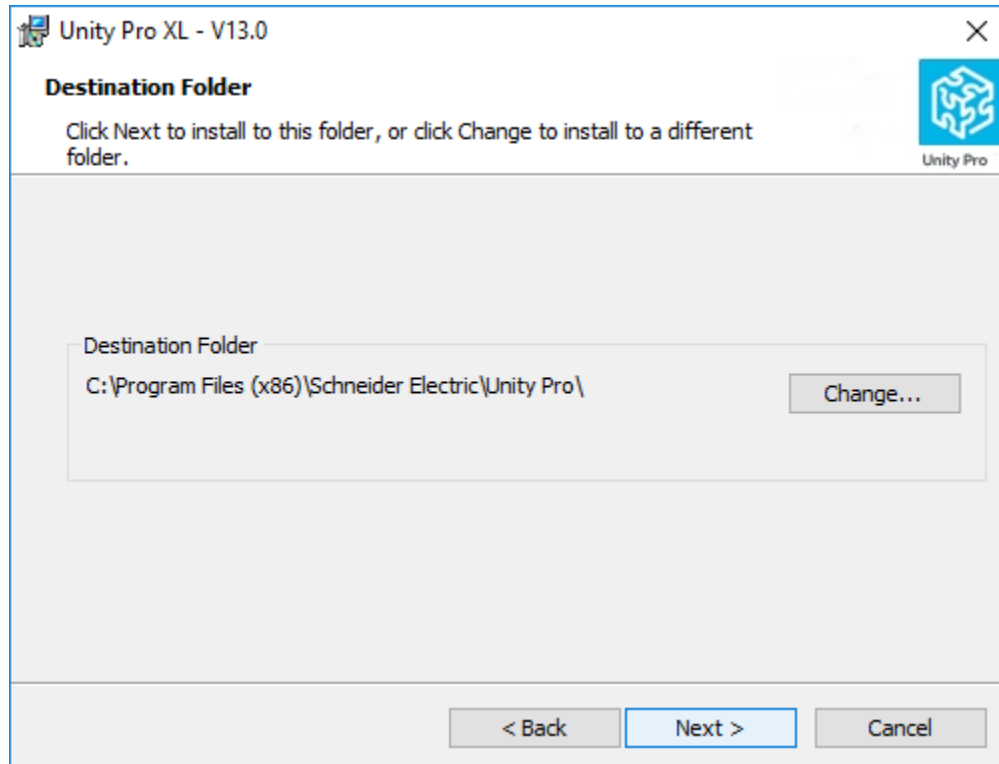 Unity Pro XL - V13.0
Destination Folder
Click Next to install to this folder, or click Change to install to a different
folder.
Unity Pro
Destination Folder
C:\Program Files (x86)\Schneider Electric\Unity Pro\
Change...
< Back
Next >
Cancel